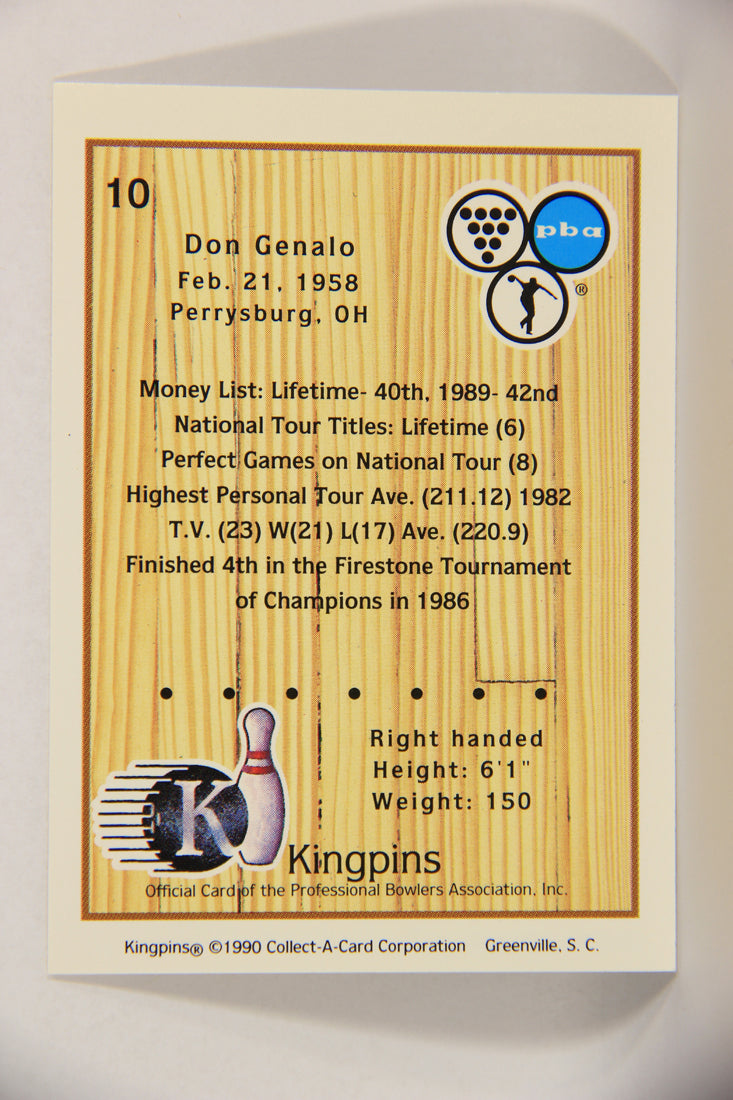 10
pba
®
Don Genalo
Feb. 21, 1958
Perrysburg, OH
Money List: Lifetime- 40th, 1989- 42nd
National Tour Titles: Lifetime (6)
Perfect Games on National Tour (8)
Highest Personal Tour Ave. (211.12) 1982
T.V. (23) W(21) L(17) Ave. (220.9)
Finished 4th in the Firestone Tournament
of Champions in 1986
Right handed
Height: 6'1"
Weight: 150
K
Kingpins
Official Card of the Professional Bowlers Association, Inc.
Kingpins® ©1990 Collect-A-Card Corporation Greenville, S. C.